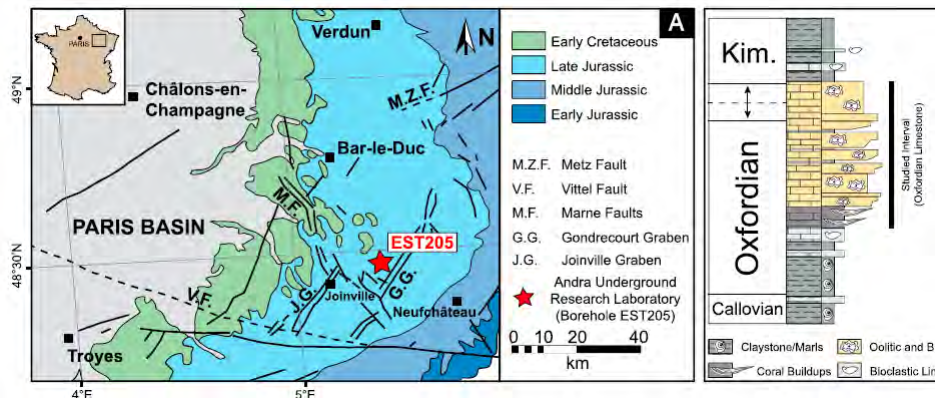 PARIS
Verdun
A
N
49°N
Châlons-en-
Champagne
M.Z.F.
Bar-le-Duc
M.F.
PARIS BASIN
EST205
48°30'N
V.F.
J.G.
Joinville
G.G.
Neufchâteau
Troyes
4°E
5°E
Early Cretaceous
Late Jurassic
Middle Jurassic
Early Jurassic
M.Z.F. Metz Fault
V.F. Vittel Fault
M.F. Marne Faults
G.G. Gondrecourt Graben
J.G. Joinville Graben
Andra Underground
Research Laboratory
(Borehole EST205)
0 20 40
km
Kim.
Oxfordian
Callovian
Studied Interval
(Oxfordian Limestone)
Claystone/Marls
Oolitic and B
Coral Buildups
Bioclastic Lim